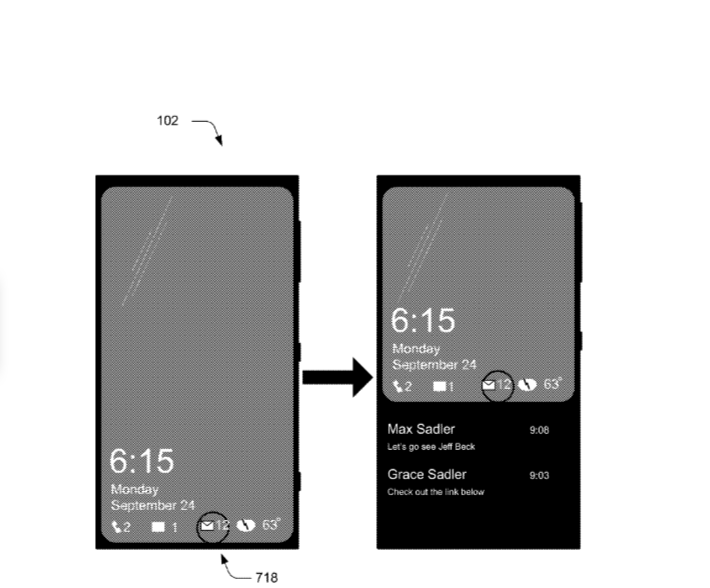 102
6:15
Monday
September 24
2 1 12 63°
718
6:15
Monday
September 24
2 1 12 63°
Max Sadler 9:08
Let's go see Jeff Beck
Grace Sadler 9:03
Check out the link below